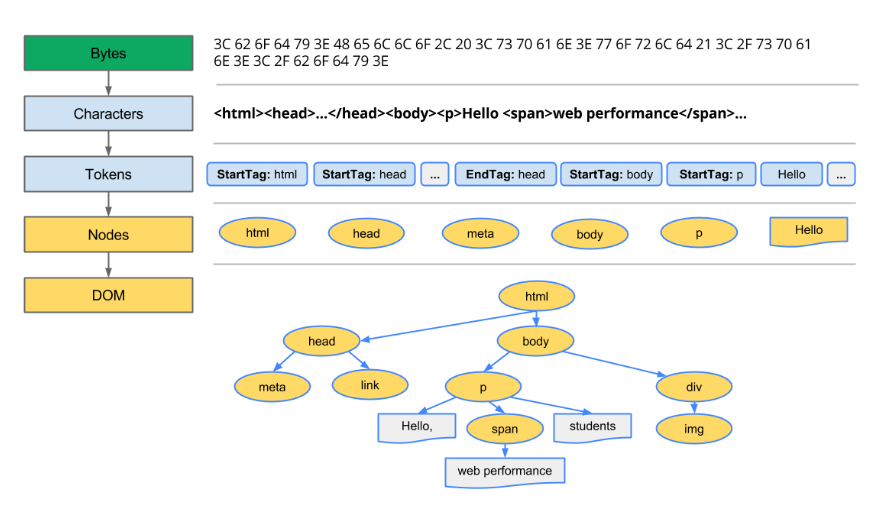 Bytes
3C 62 6F 64 79 3E 48 65 6C 6C 6F 2C 20 3C 73 70 61 6E 3E 77 6F 72 6C 64 21 3C 2F 73 70 61
6E 3E 3C 2F 62 6F 64 79 3E
Characters
<html><head>...</head><body><p>Hello <span>web performance</span>...
Tokens
StartTag: html
StartTag: head
...
EndTag: head
StartTag: body
StartTag: p
Hello
...
Nodes
html
head
meta
body
p
Hello
DOM
html
head
body
meta
link
p
div
Hello,
span
students
img
web performance